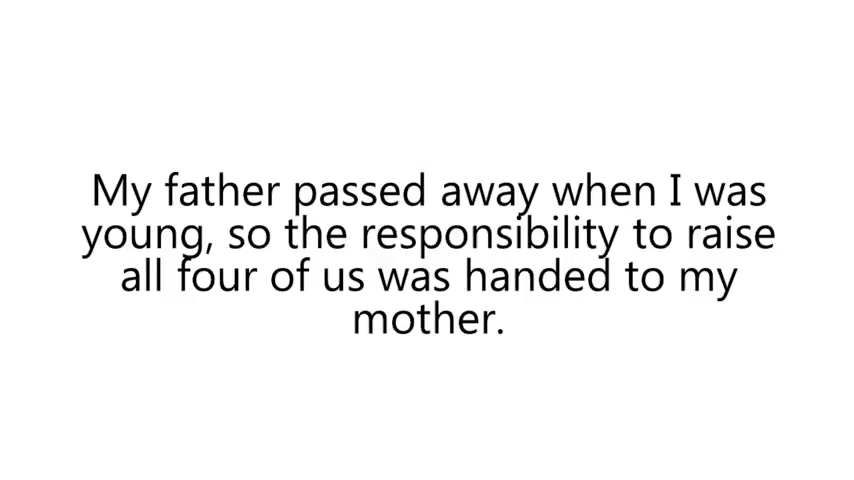 My father passed away when I was
young, so the responsibility to raise
all four of us was handed to my
mother.